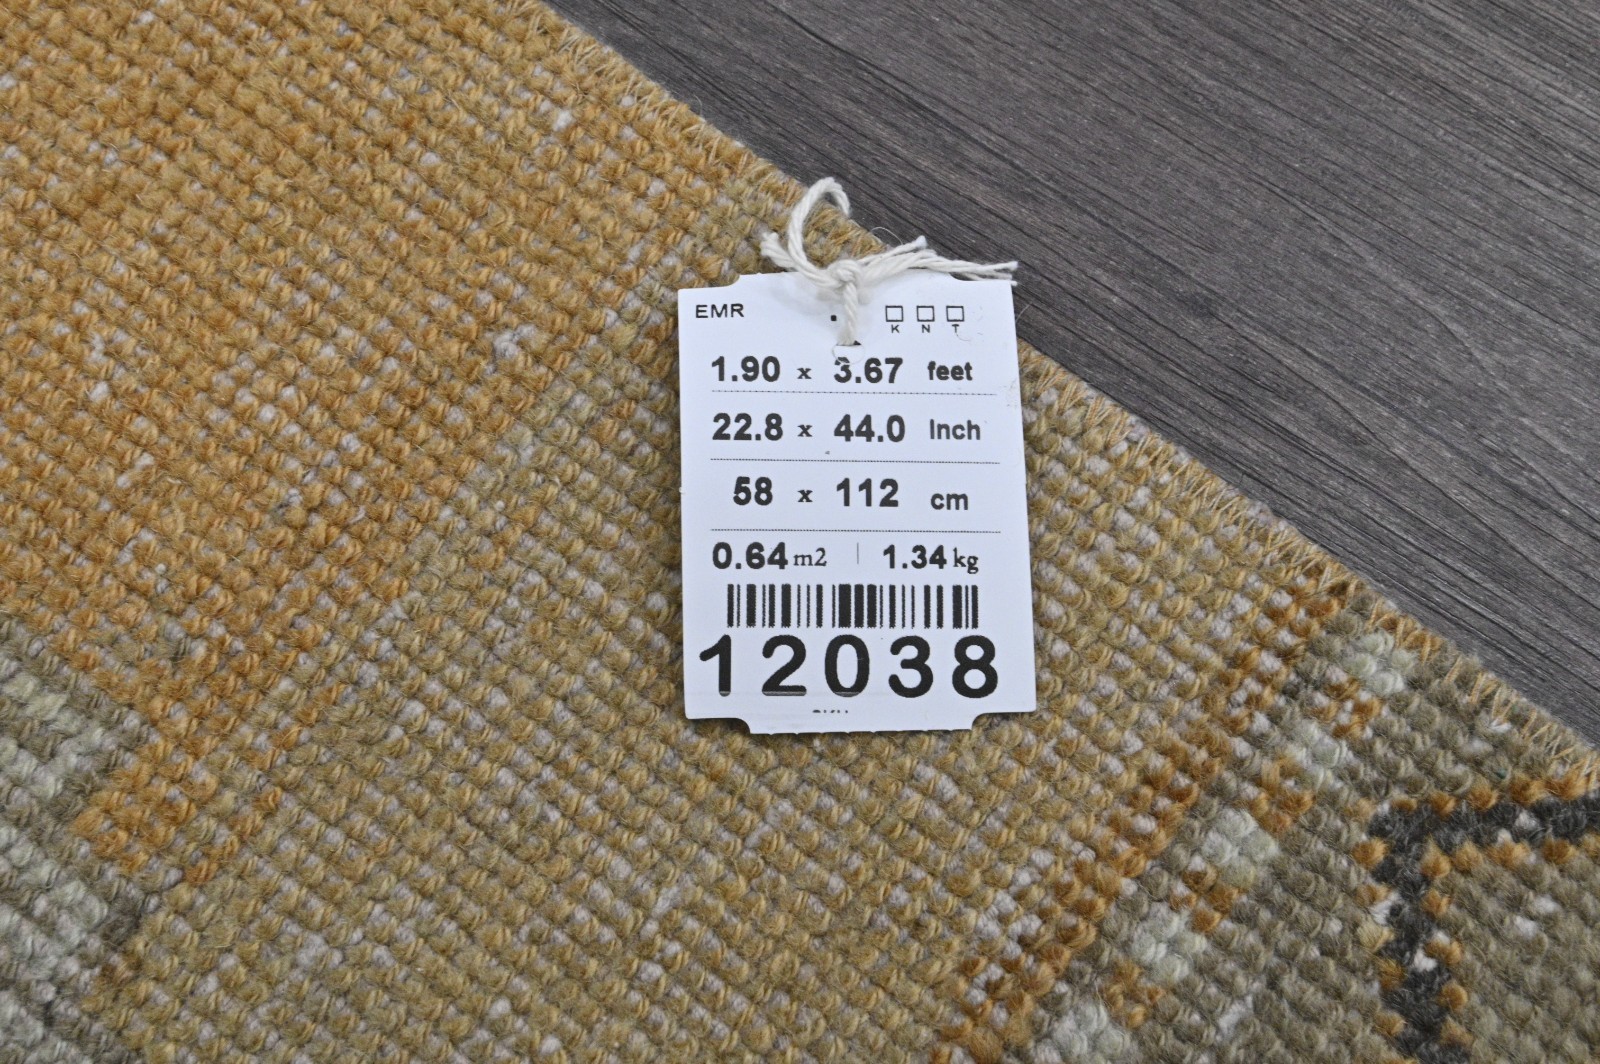 EMR
K N T
1.90 x 3.67 feet
22.8 x 44.0 Inch
58 x 112 cm
0.64 m2 | 1.34 kg
12038